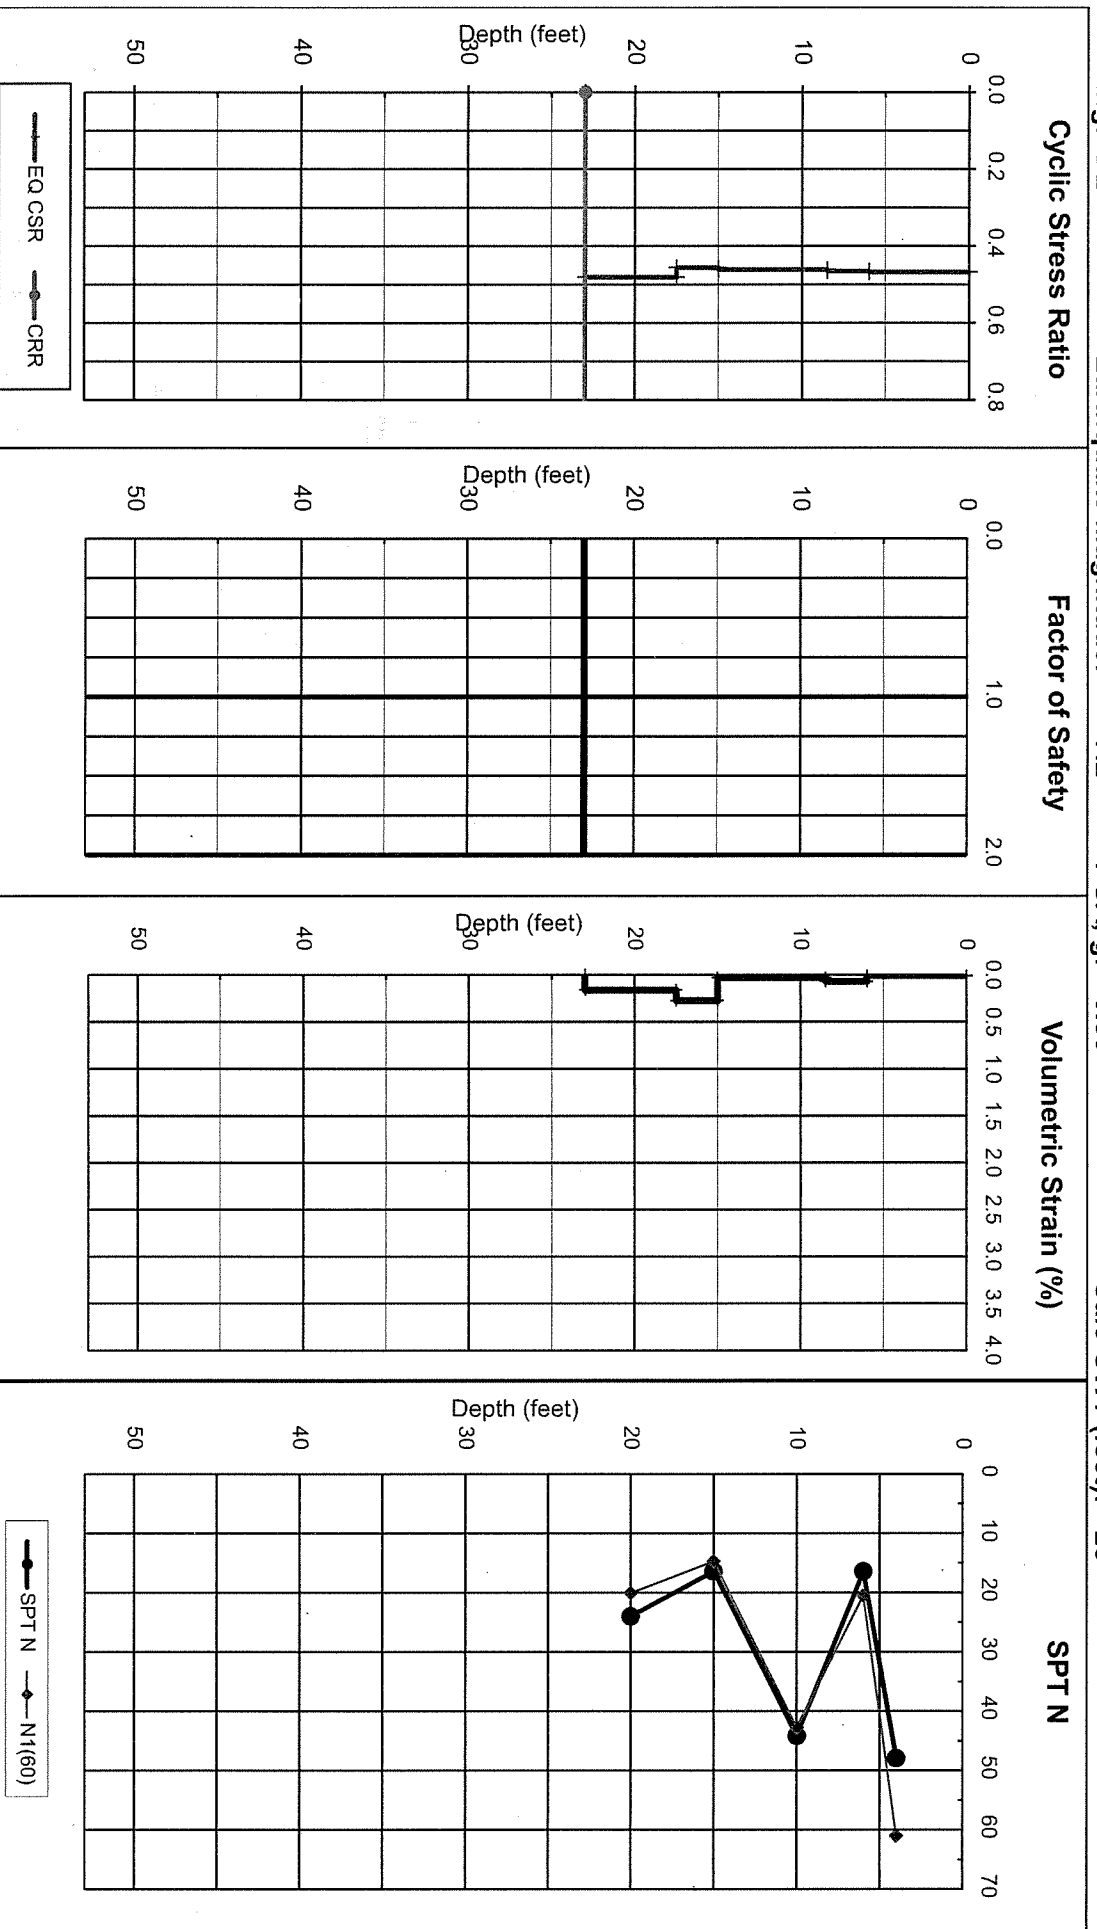 Cyclic Stress Ratio
0.0 0.2 0.4 0.6 0.8
0
10
20
30
40
50
Depth (feet)
EQ CSR CRR
Factor of Safety
0.0 1.0 2.0
0
10
20
30
40
50
Depth (feet)
Volumetric Strain (%)
0.0 0.5 1.0 1.5 2.0 2.5 3.0 3.5 4.0
0
10
20
30
40
50
Depth (feet)
SPT N
0 10 20 30 40 50 60 70
0
10
20
30
40
50
Depth (feet)
SPT N N1(60)